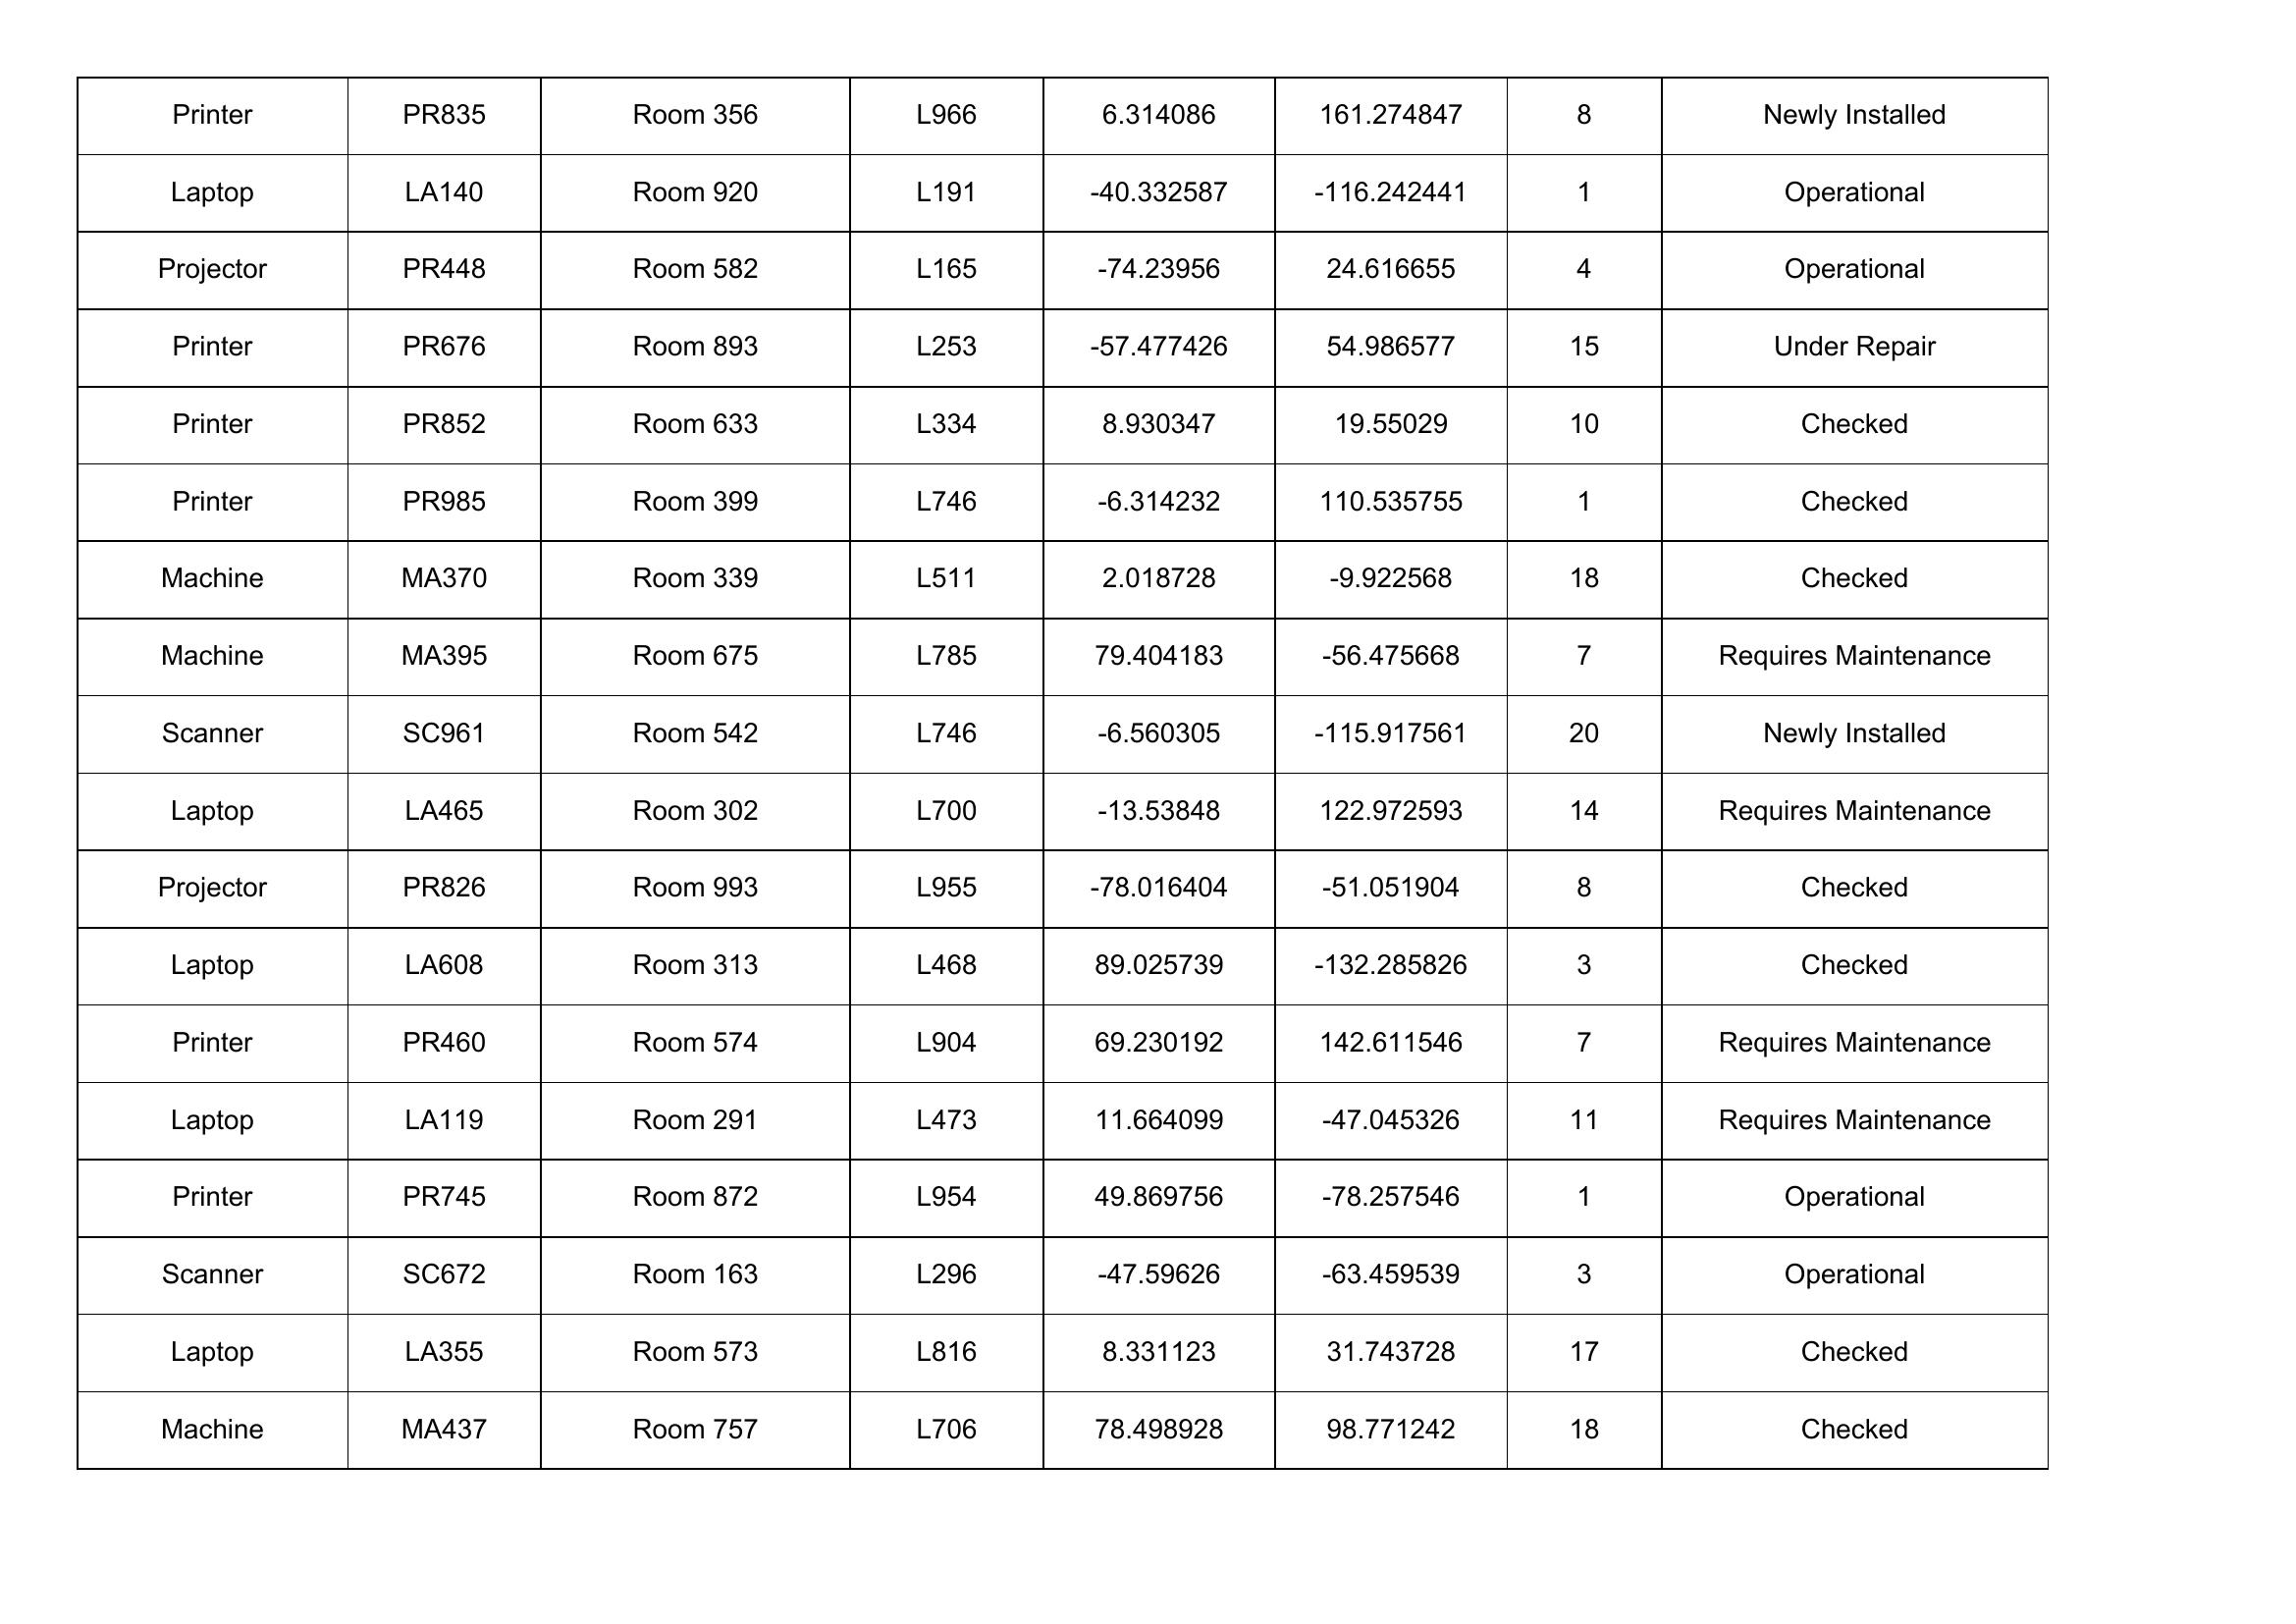 Printer PR835 Room 356 L966 6.314086 161.274847 8 Newly Installed
Laptop LA140 Room 920 L191 -40.332587 -116.242441 1 Operational
Projector PR448 Room 582 L165 -74.23956 24.616655 4 Operational
Printer PR676 Room 893 L253 -57.477426 54.986577 15 Under Repair
Printer PR852 Room 633 L334 8.930347 19.55029 10 Checked
Printer PR985 Room 399 L746 -6.314232 110.535755 1 Checked
Machine MA370 Room 339 L511 2.018728 -9.922568 18 Checked
Machine MA395 Room 675 L785 79.404183 -56.475668 7 Requires Maintenance
Scanner SC961 Room 542 L746 -6.560305 -115.917561 20 Newly Installed
Laptop LA465 Room 302 L700 -13.53848 122.972593 14 Requires Maintenance
Projector PR826 Room 993 L955 -78.016404 -51.051904 8 Checked
Laptop LA608 Room 313 L468 89.025739 -132.285826 3 Checked
Printer PR460 Room 574 L904 69.230192 142.611546 7 Requires Maintenance
Laptop LA119 Room 291 L473 11.664099 -47.045326 11 Requires Maintenance
Printer PR745 Room 872 L954 49.869756 -78.257546 1 Operational
Scanner SC672 Room 163 L296 -47.59626 -63.459539 3 Operational
Laptop LA355 Room 573 L816 8.331123 31.743728 17 Checked
Machine MA437 Room 757 L706 78.498928 98.771242 18 Checked